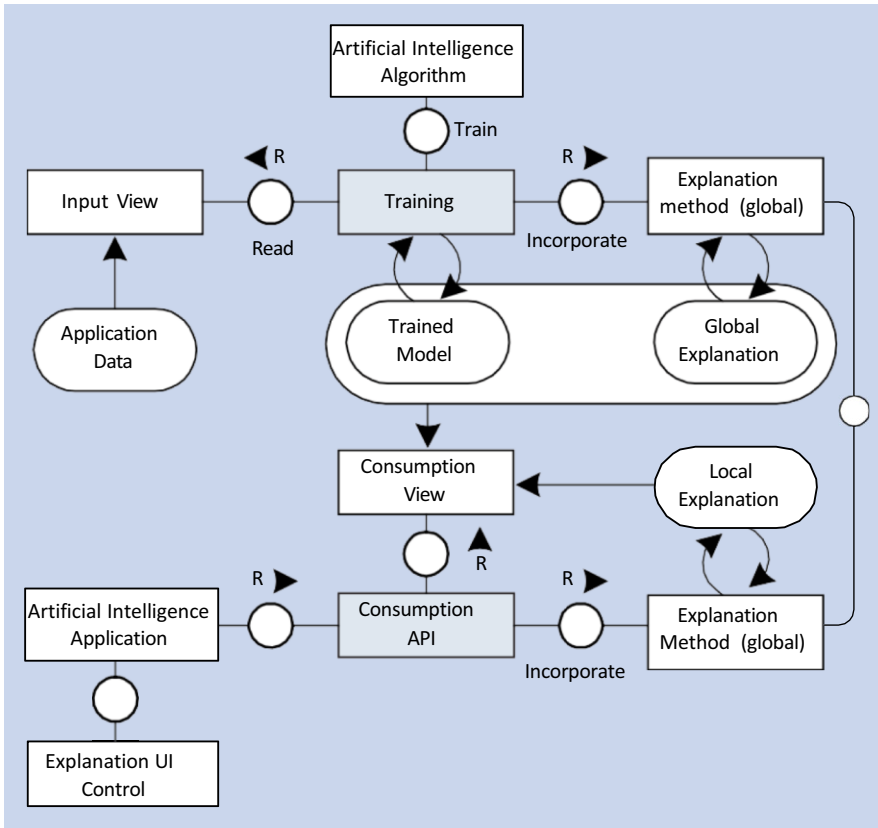 Artificial Intelligence
Algorithm
Train
R
R
Input View
Training
Explanation
method (global)
Read
Incorporate
Application
Data
Trained
Model
Global
Explanation
Consumption
View
Local
Explanation
R
R
R
Artificial Intelligence
Application
Consumption
API
Explanation
Method (global)
Incorporate
Explanation UI
Control